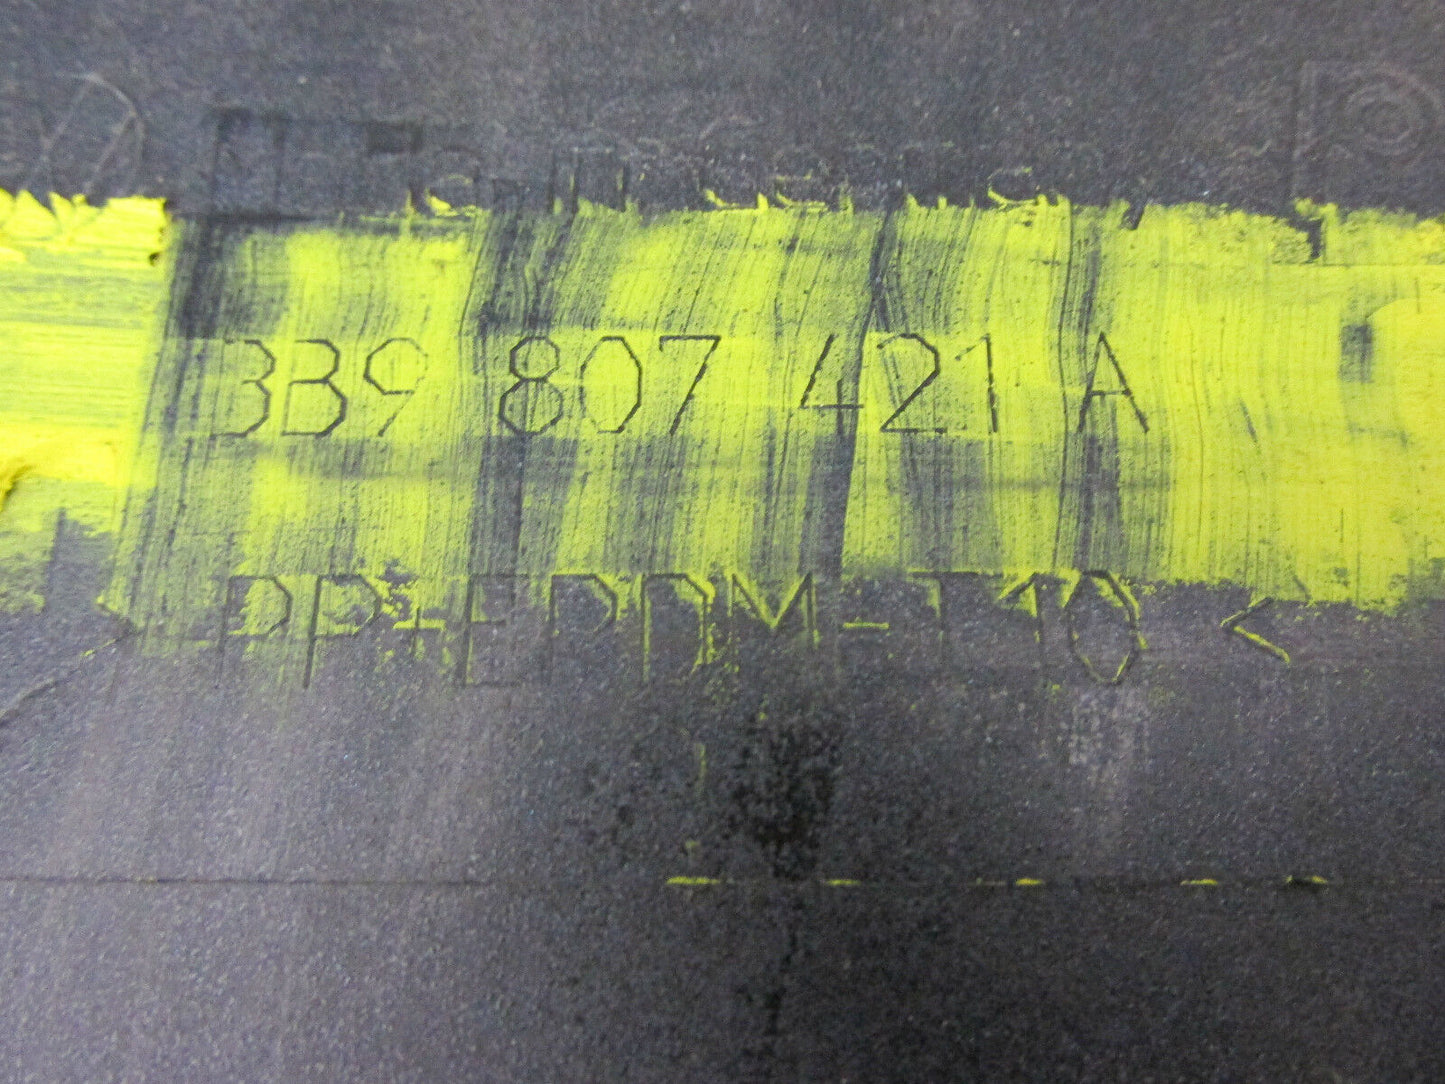 3B9 807 421 A
>PP+EPDM-T10<